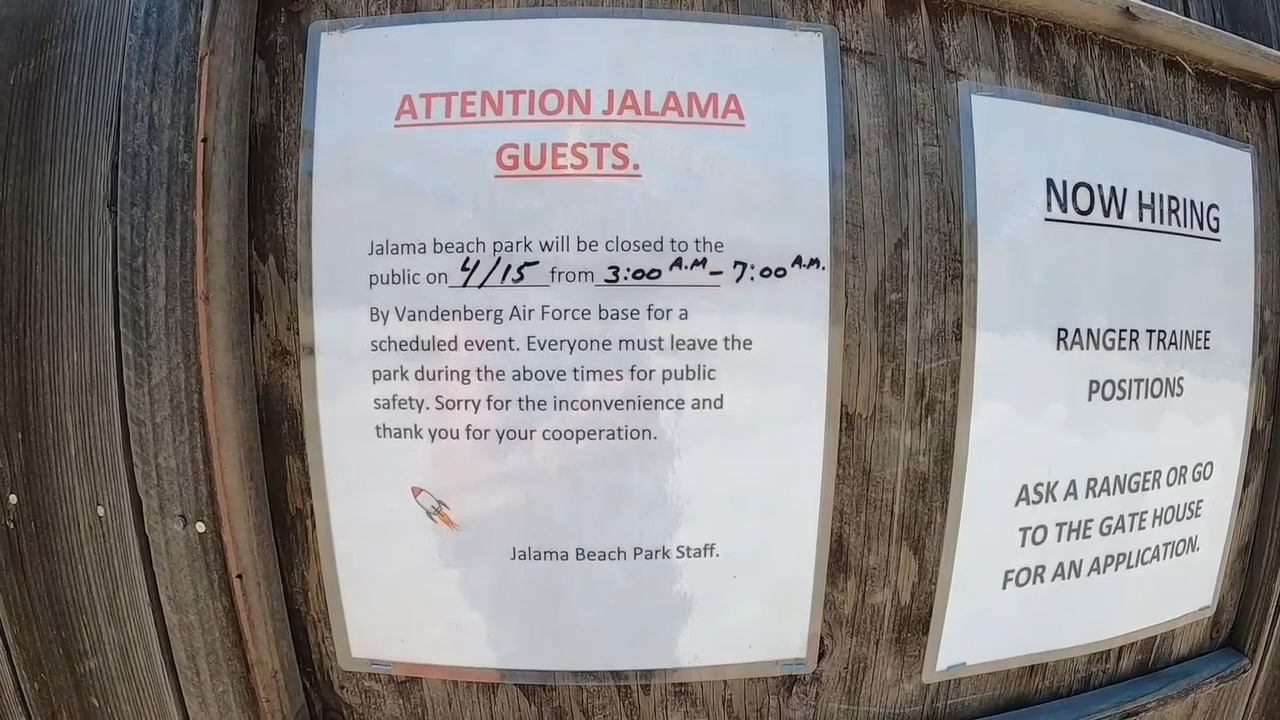 ATTENTION JALAMA
GUESTS.
Jalama beach park will be closed to the
public on 4/15 from 3:00 A.M - 7:00 A.M.
By Vandenberg Air Force base for a
scheduled event. Everyone must leave the
park during the above times for public
safety. Sorry for the inconvenience and
thank you for your cooperation.
Jalama Beach Park Staff.
NOW HIRING
RANGER TRAINEE
POSITIONS
ASK A RANGER OR GO
TO THE GATE HOUSE
FOR AN APPLICATION.